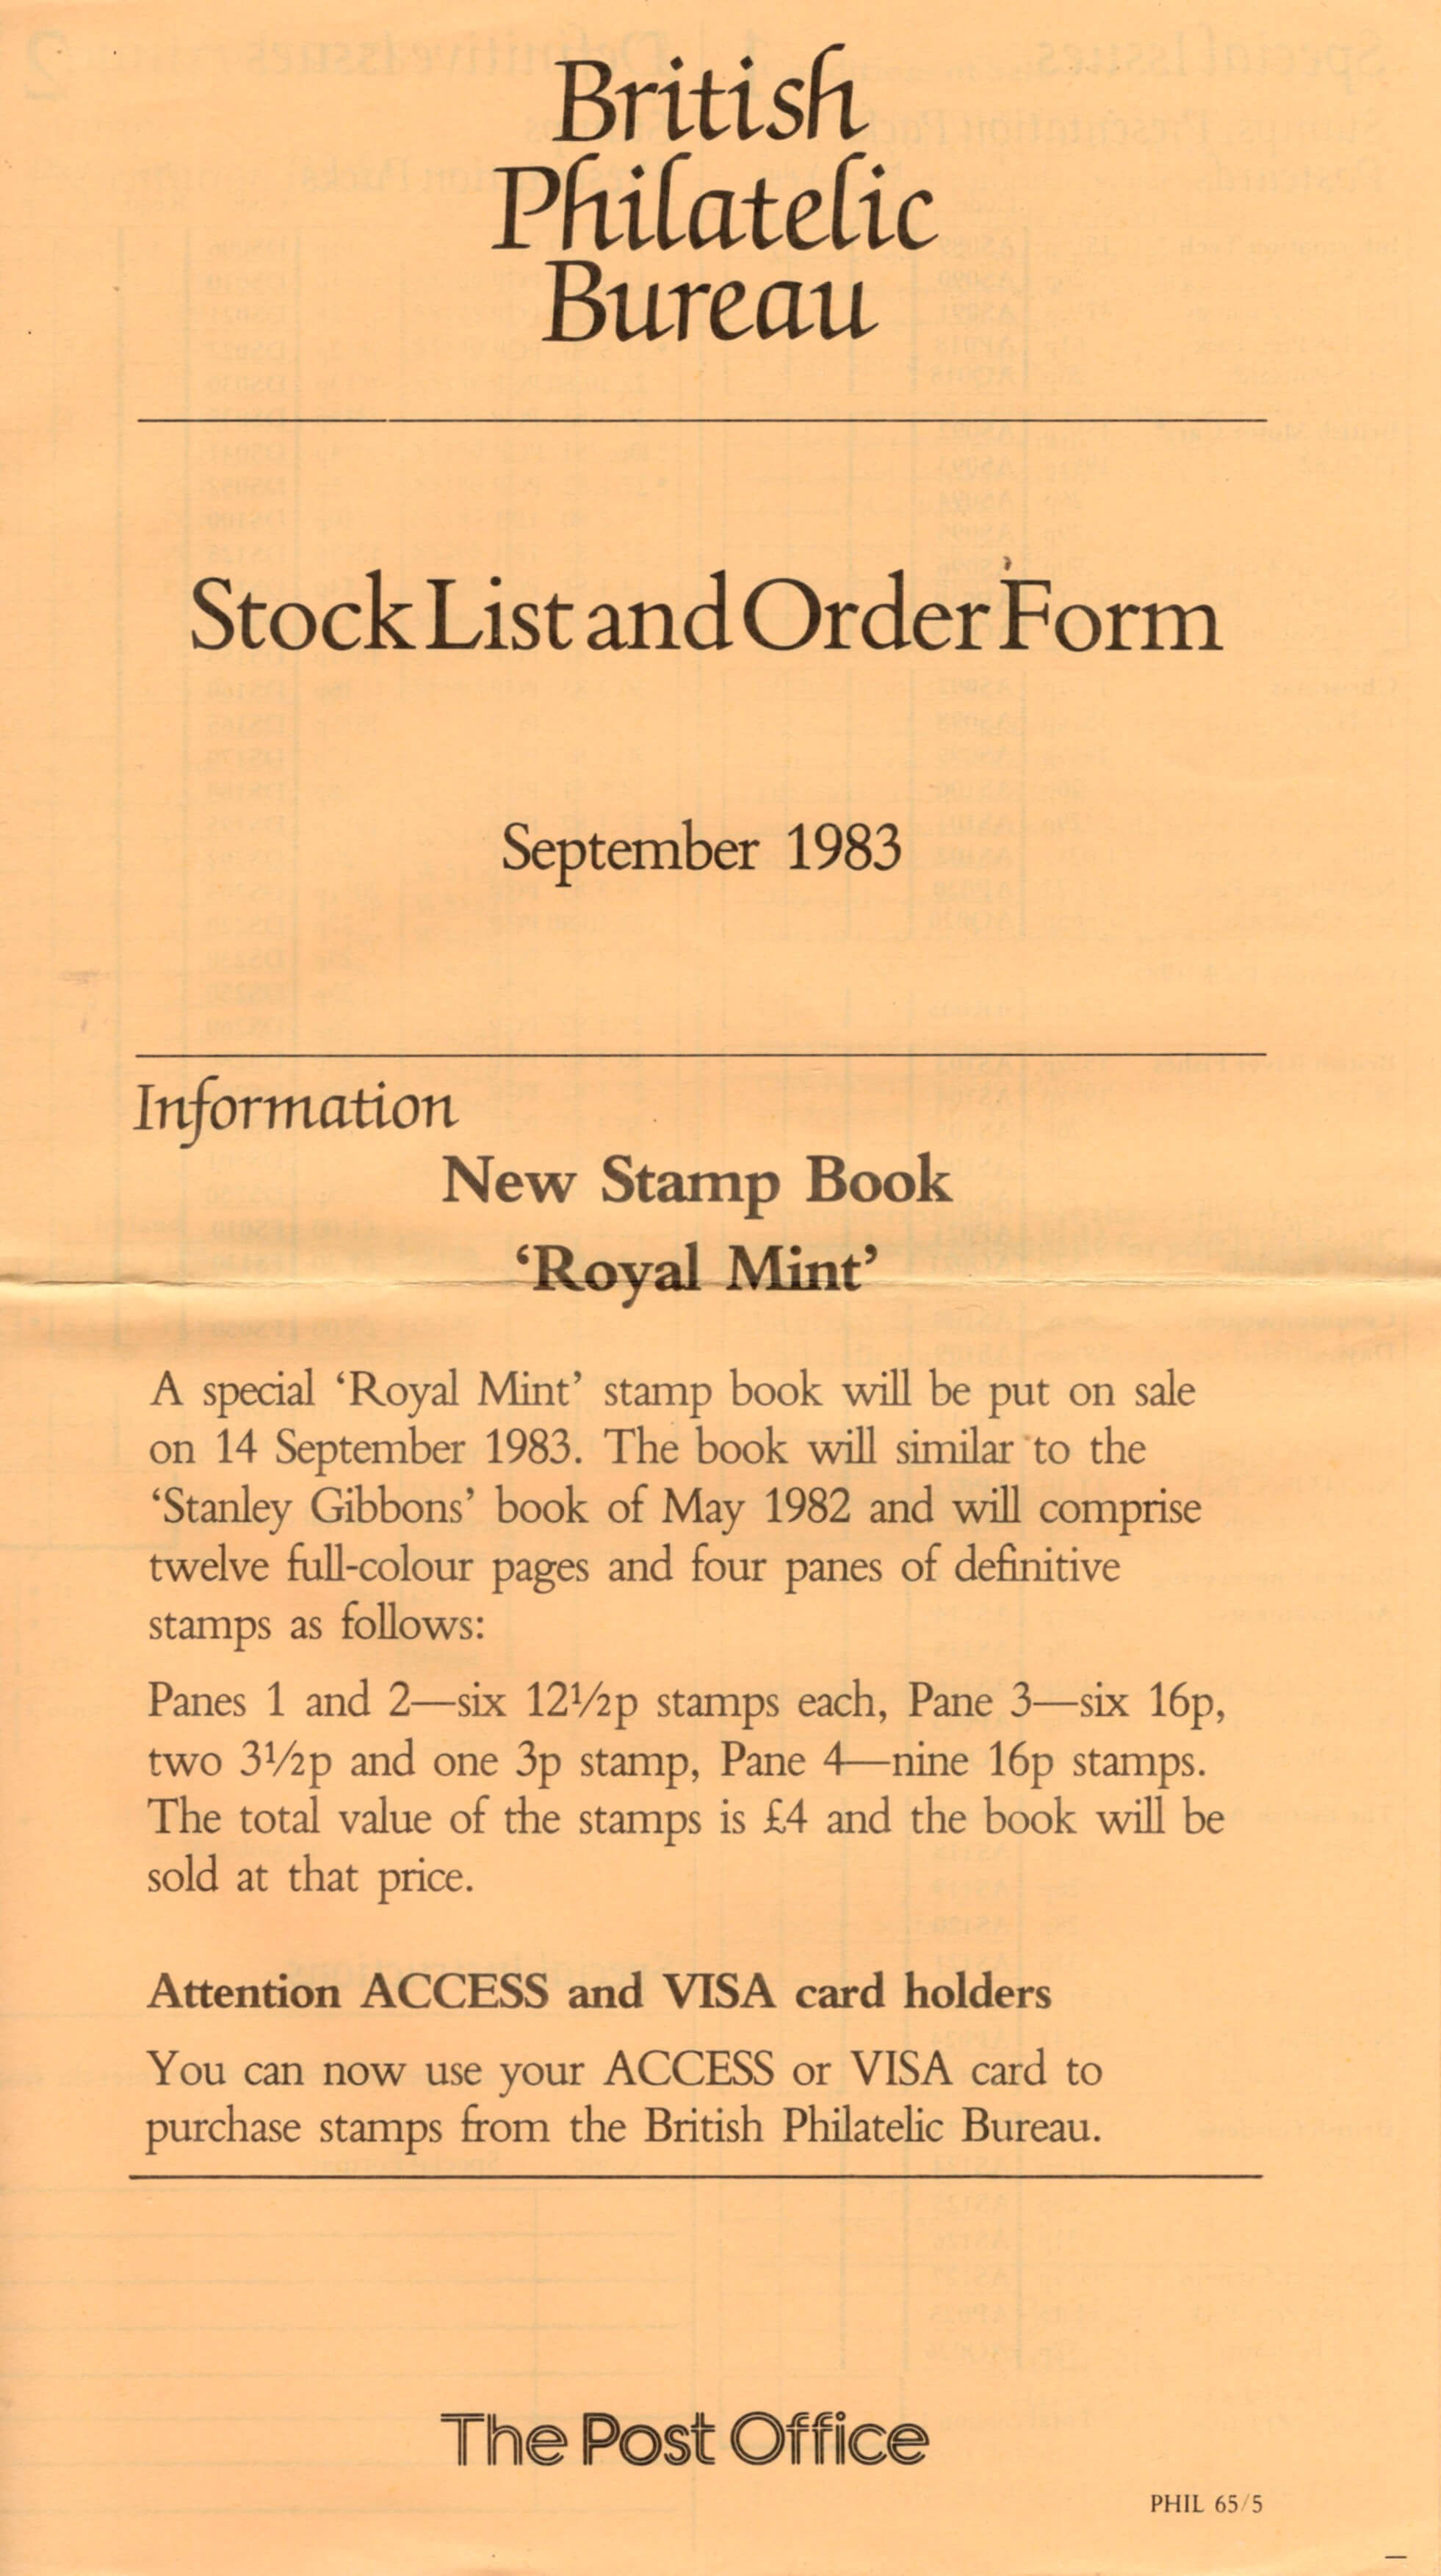 British
Philatelic
Bureau
Stock List and Order Form
September 1983
Information
New Stamp Book
‘Royal Mint’
A special ‘Royal Mint’ stamp book will be put on sale
on 14 September 1983. The book will similar to the
‘Stanley Gibbons’ book of May 1982 and will comprise
twelve full-colour pages and four panes of definitive
stamps as follows:
Panes 1 and 2—six 12½p stamps each, Pane 3—six 16p,
two 3½p and one 3p stamp, Pane 4—nine 16p stamps.
The total value of the stamps is £4 and the book will be
sold at that price.
Attention ACCESS and VISA card holders
You can now use your ACCESS or VISA card to
purchase stamps from the British Philatelic Bureau.
The Post Office
PHIL 65/5